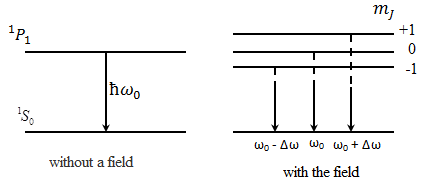 ¹P₁
ħω₀
¹S₀
without a field
m_J
+1
0
-1
ω₀ - Δω ω₀ ω₀ + Δω
with the field